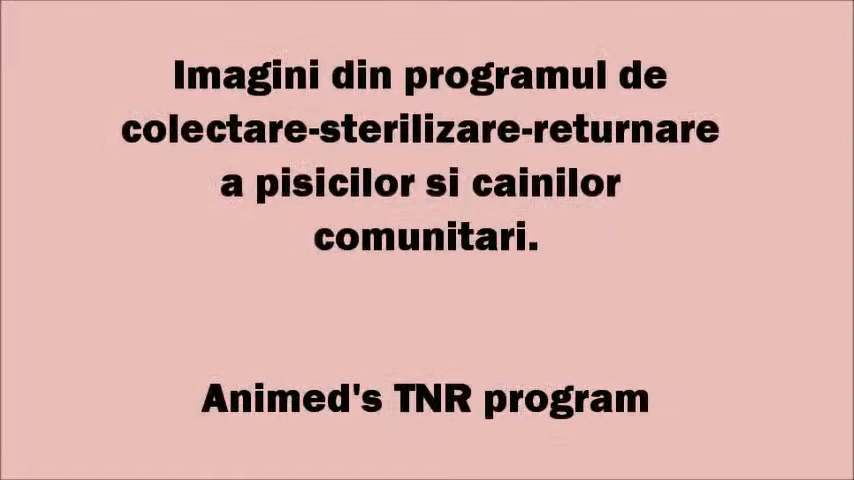 Imagini din programul de
colectare-sterilizare-returnare
a pisicilor si cainilor
comunitari.
Animed's TNR program